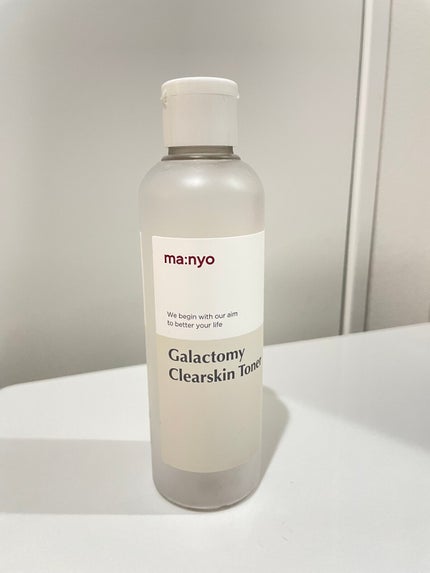 ma:nyo
We begin with our aim
to better your life
Galactomy
Clearskin Toner